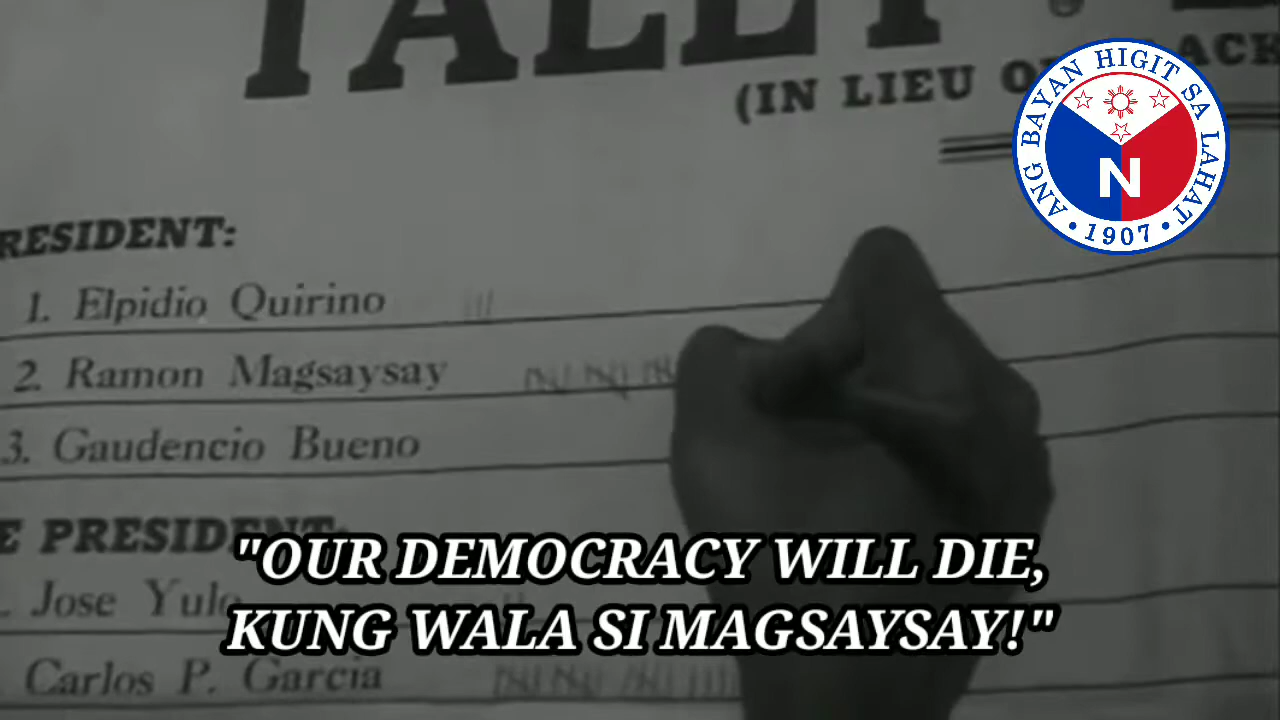 TALLY
(IN LIEU
ANG BAYAN HIGIT SA LAHAT
N
• 1907 •
RESIDENT:
1. Elpidio Quirino
2. Ramon Magsaysay
3. Gaudencio Bueno
E PRESIDENT:
"OUR DEMOCRACY WILL DIE,
. Jose Yulo
KUNG WALA SI MAGSAYSAY!"
Carlos P. Garcia